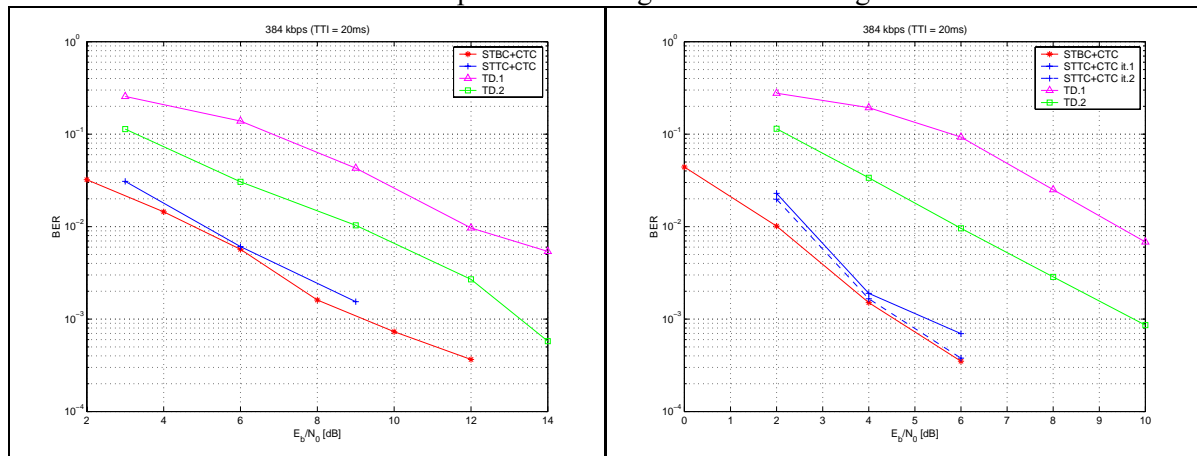 384 kbps (TTI = 20ms)
10^0
10^-1
10^-2
10^-3
10^-4
BER
STBC+CTC
STTC+CTC
TD.1
TD.2
2 4 6 8 10 12 14
E_b/N_0 [dB]
384 kbps (TTI = 20ms)
10^0
10^-1
10^-2
10^-3
10^-4
BER
STBC+CTC
STTC+CTC it.1
STTC+CTC it.2
TD.1
TD.2
0 1 2 3 4 5 6 7 8 9 10
E_b/N_0 [dB]